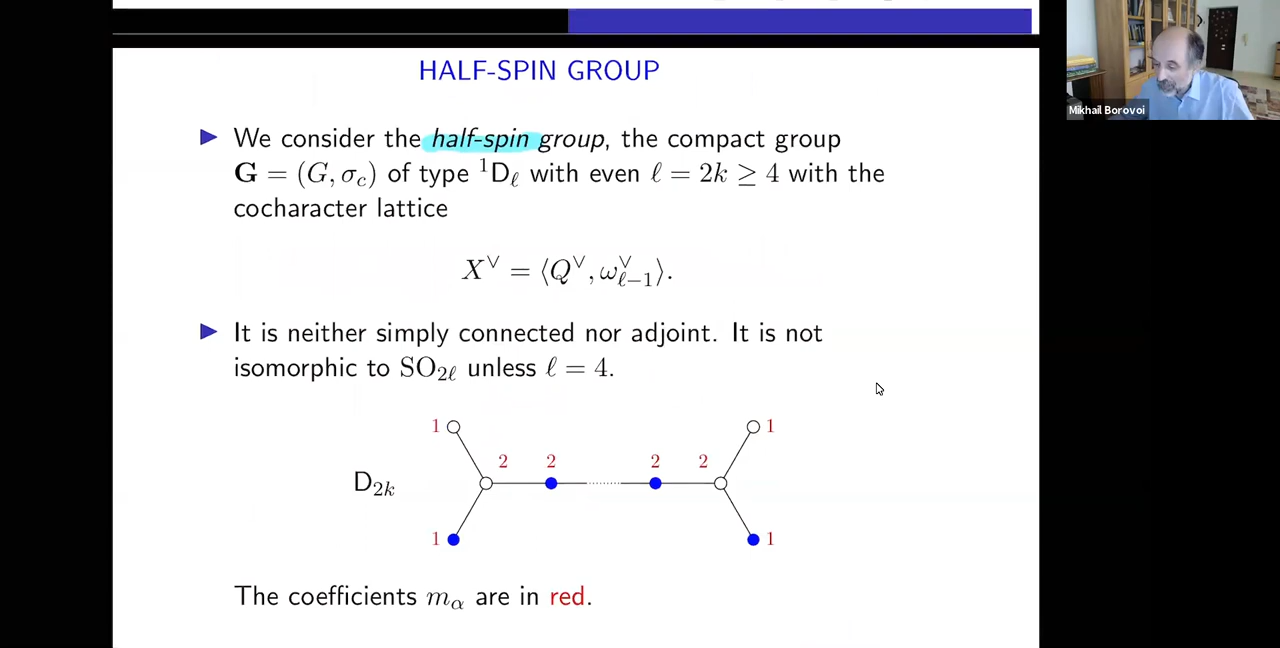 HALF-SPIN GROUP
▶ We consider the half-spin group, the compact group
G = (G, σ_c) of type ¹D_ℓ with even ℓ = 2k ≥ 4 with the
cocharacter lattice
X^∨ = ⟨Q^∨, ω^∨_{ℓ−1}⟩.
▶ It is neither simply connected nor adjoint. It is not
isomorphic to SO_{2ℓ} unless ℓ = 4.
1 1
2 2 2 2
D_{2k}
1 1
The coefficients m_α are in red.
Mikhail Borovoi